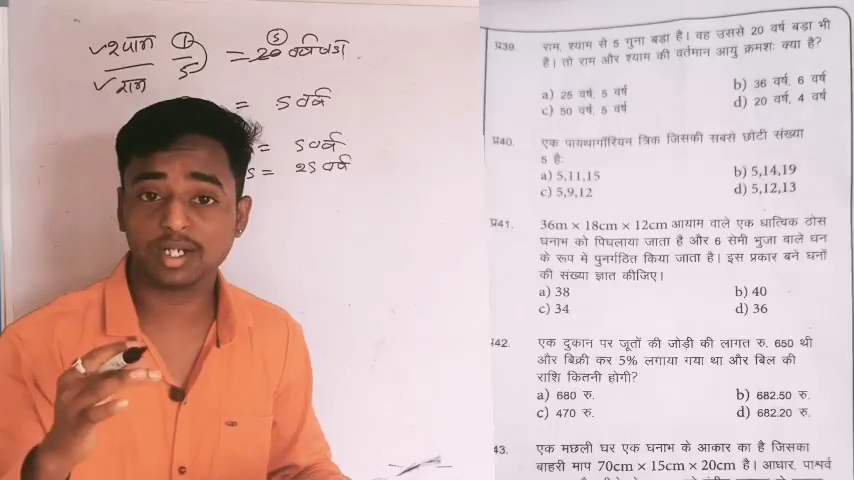 श्याम 1 = 20 वर्ष बड़ा 5
राम 5
= 5 वर्ष
= 5 वर्ष
5 = 25 वर्ष
प्र39. राम, श्याम से 5 गुना बड़ा है। वह उससे 20 वर्ष बड़ा भी
है। तो राम और श्याम की वर्तमान आयु क्रमशः क्या है?
a) 25 वर्ष, 5 वर्ष b) 36 वर्ष, 6 वर्ष
c) 50 वर्ष, 5 वर्ष d) 20 वर्ष, 4 वर्ष
प्र40. एक पायथागॉरियन त्रिक जिसकी सबसे छोटी संख्या
5 है:
a) 5,11,15 b) 5,14,19
c) 5,9,12 d) 5,12,13
प्र41. 36m × 18cm × 12cm आयाम वाले एक धात्विक ठोस
घनाभ को पिघलाया जाता है और 6 सेमी भुजा वाले घन
के रूप में पुनर्गठित किया जाता है। इस प्रकार बने घनों
की संख्या ज्ञात कीजिए।
a) 38 b) 40
c) 34 d) 36
42. एक दुकान पर जूतों की जोड़ी की लागत रु. 650 थी
और बिक्री कर 5% लगाया गया था और बिल की
राशि कितनी होगी?
a) 680 रु. b) 682.50 रु.
c) 470 रु. d) 682.20 रु.
43. एक मछली घर एक घनाभ के आकार का है जिसका
बाहरी माप 70cm × 15cm × 20cm है। आधार, पार्श्व